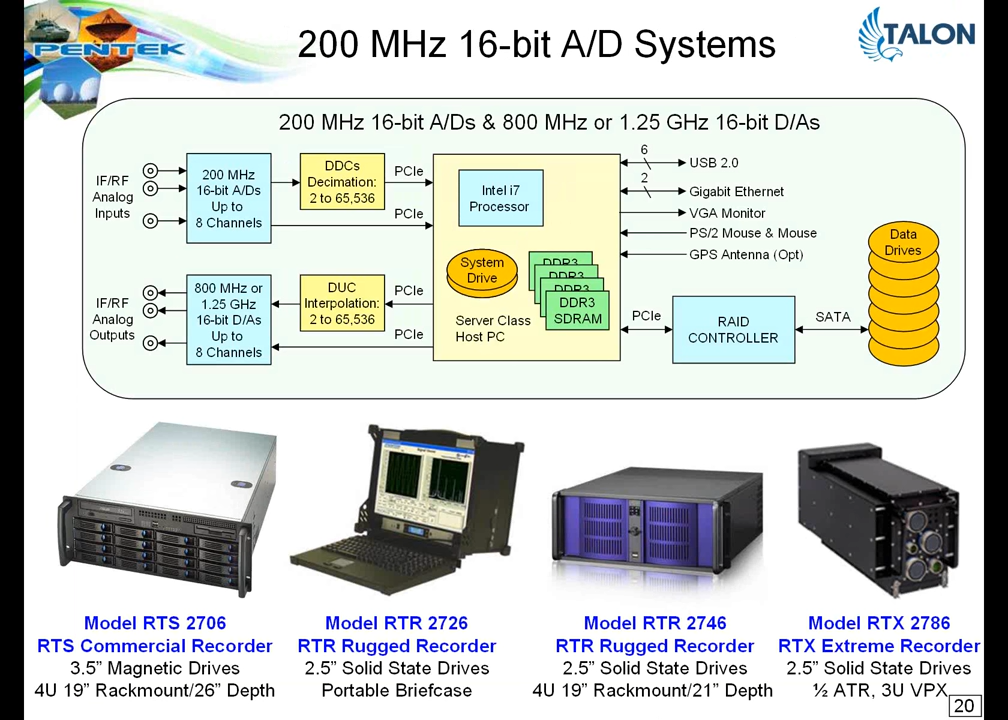 PENTEK
200 MHz 16-bit A/D Systems
TALON
200 MHz 16-bit A/Ds & 800 MHz or 1.25 GHz 16-bit D/As
IF/RF
Analog
Inputs
200 MHz
16-bit A/Ds
Up to
8 Channels
DDCs
Decimation:
2 to 65,536
PCIe
PCIe
Intel i7
Processor
System
Drive
DDR3
DDR3
DDR3
DDR3
SDRAM
Server Class
Host PC
6
USB 2.0
2
Gigabit Ethernet
VGA Monitor
PS/2 Mouse & Mouse
GPS Antenna (Opt)
Data
Drives
IF/RF
Analog
Outputs
800 MHz or
1.25 GHz
16-bit D/As
Up to
8 Channels
DUC
Interpolation:
2 to 65,536
PCIe
PCIe
PCIe
RAID
CONTROLLER
SATA
Model RTS 2706
RTS Commercial Recorder
3.5” Magnetic Drives
4U 19” Rackmount/26” Depth
Model RTR 2726
RTR Rugged Recorder
2.5” Solid State Drives
Portable Briefcase
Model RTR 2746
RTR Rugged Recorder
2.5” Solid State Drives
4U 19” Rackmount/21” Depth
Model RTX 2786
RTX Extreme Recorder
2.5” Solid State Drives
½ ATR, 3U VPX
20